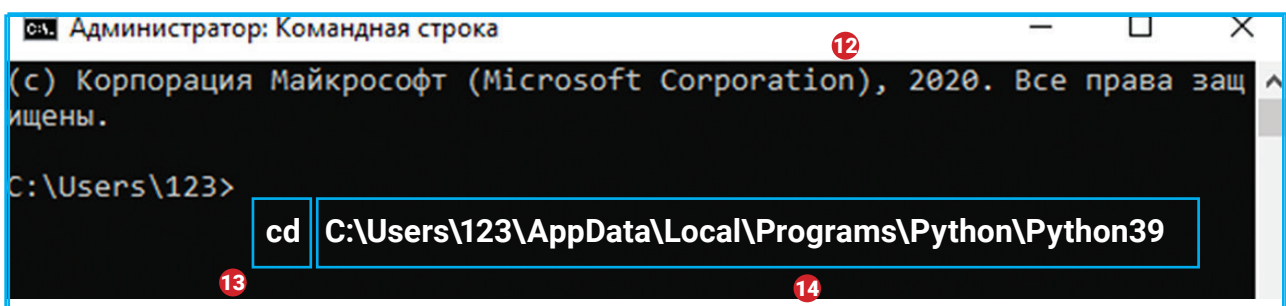 Администратор: Командная строка
12
(c) Корпорация Майкрософт (Microsoft Corporation), 2020. Все права защ
ищены.
C:\Users\123>
cd C:\Users\123\AppData\Local\Programs\Python\Python39
13
14